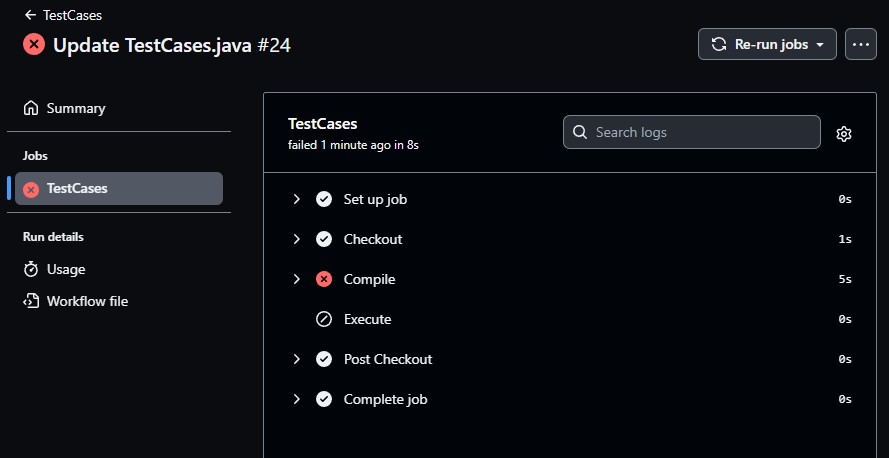 TestCases
Update TestCases.java #24
Re-run jobs
Summary
Jobs
TestCases
Run details
Usage
Workflow file
TestCases
failed 1 minute ago in 8s
Search logs
Set up job 0s
Checkout 1s
Compile 5s
Execute 0s
Post Checkout 0s
Complete job 0s